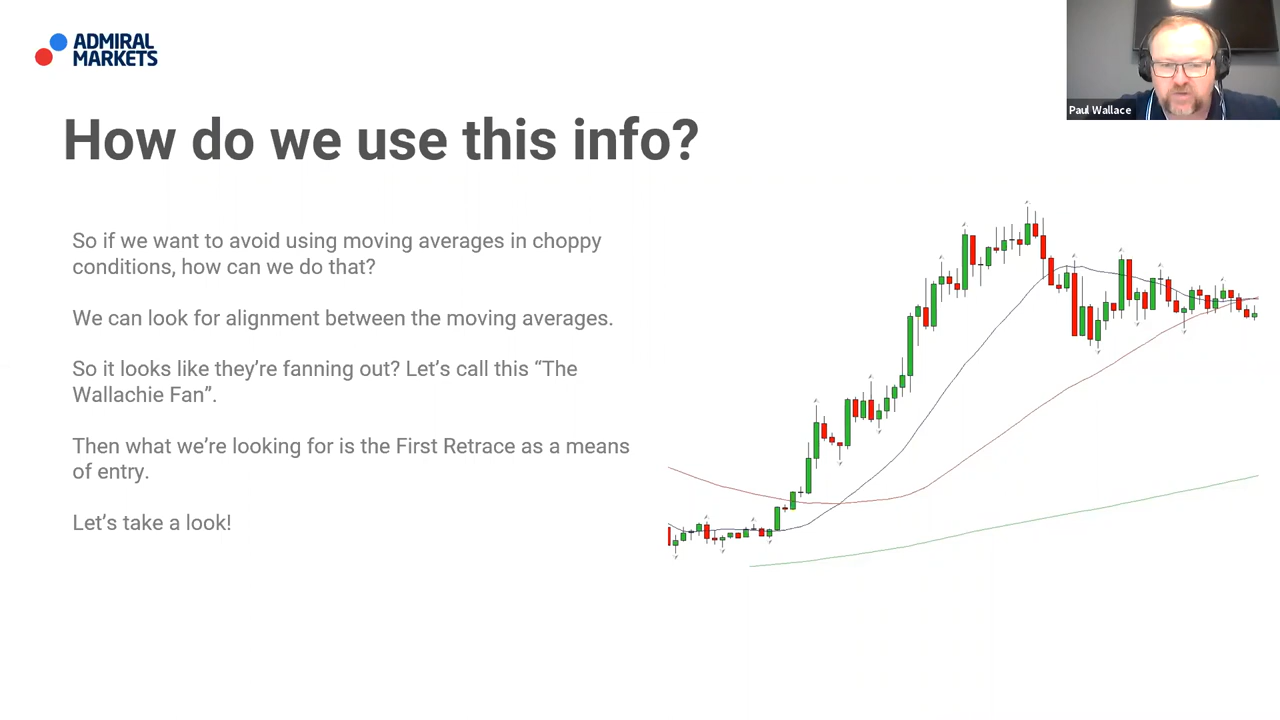 ADMIRAL
MARKETS
Paul Wallace
How do we use this info?
So if we want to avoid using moving averages in choppy
conditions, how can we do that?
We can look for alignment between the moving averages.
So it looks like they’re fanning out? Let’s call this “The
Wallachie Fan”.
Then what we’re looking for is the First Retrace as a means
of entry.
Let’s take a look!